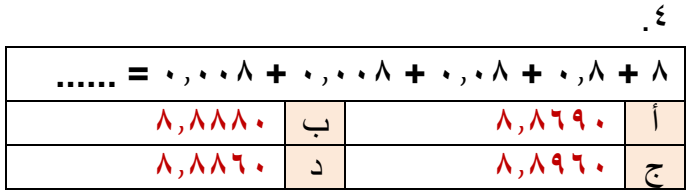 ٤.
٨ + ٠,٨ + ٠,٠٨ + ٠,٠٠٨ + ٠,٠٠٨ = ......
أ ٨,٨٦٩٠ ب ٨,٨٨٨٠
ج ٨,٨٩٦٠ د ٨,٨٨٦٠